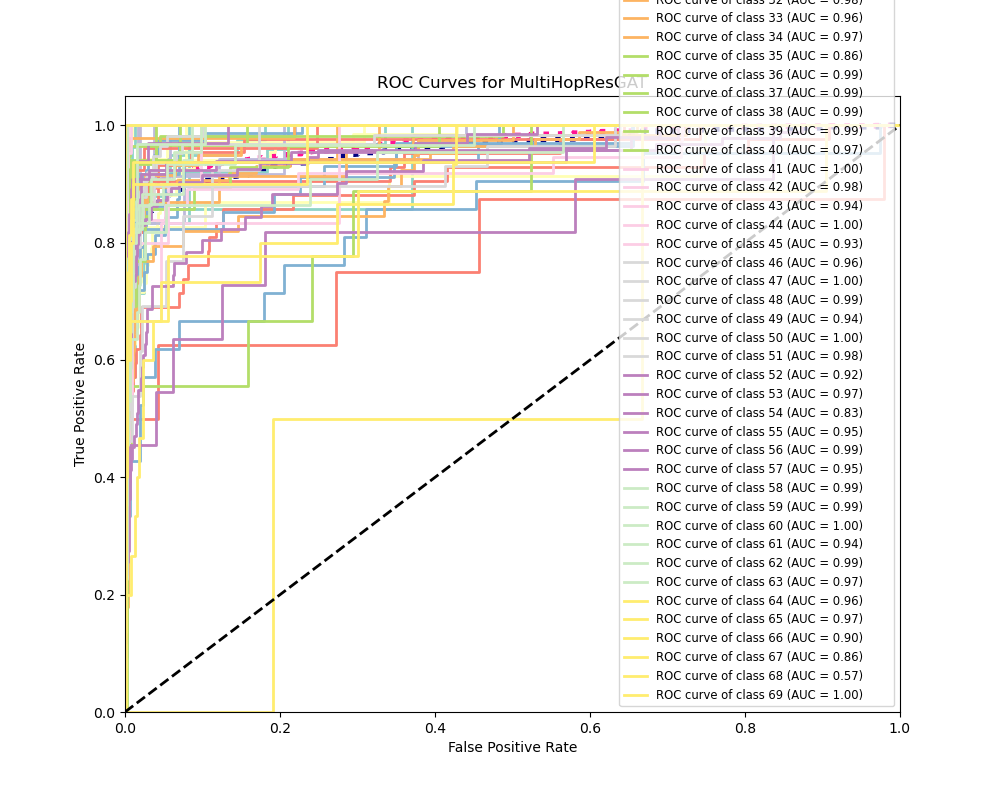 ROC curve of class 32 (AUC = 0.98)
ROC curve of class 33 (AUC = 0.96)
ROC curve of class 34 (AUC = 0.97)
ROC curve of class 35 (AUC = 0.86)
ROC curve of class 36 (AUC = 0.99)
ROC Curves for MultiHopResGAT
ROC curve of class 37 (AUC = 0.99)
ROC curve of class 38 (AUC = 0.99)
ROC curve of class 39 (AUC = 0.99)
ROC curve of class 40 (AUC = 0.97)
ROC curve of class 41 (AUC = 1.00)
ROC curve of class 42 (AUC = 0.98)
ROC curve of class 43 (AUC = 0.94)
ROC curve of class 44 (AUC = 1.00)
ROC curve of class 45 (AUC = 0.93)
ROC curve of class 46 (AUC = 0.96)
ROC curve of class 47 (AUC = 1.00)
ROC curve of class 48 (AUC = 0.99)
ROC curve of class 49 (AUC = 0.94)
ROC curve of class 50 (AUC = 1.00)
ROC curve of class 51 (AUC = 0.98)
ROC curve of class 52 (AUC = 0.92)
ROC curve of class 53 (AUC = 0.97)
ROC curve of class 54 (AUC = 0.83)
ROC curve of class 55 (AUC = 0.95)
ROC curve of class 56 (AUC = 0.99)
ROC curve of class 57 (AUC = 0.95)
ROC curve of class 58 (AUC = 0.99)
ROC curve of class 59 (AUC = 0.99)
ROC curve of class 60 (AUC = 1.00)
ROC curve of class 61 (AUC = 0.94)
ROC curve of class 62 (AUC = 0.99)
ROC curve of class 63 (AUC = 0.97)
ROC curve of class 64 (AUC = 0.96)
ROC curve of class 65 (AUC = 0.97)
ROC curve of class 66 (AUC = 0.90)
ROC curve of class 67 (AUC = 0.86)
ROC curve of class 68 (AUC = 0.57)
ROC curve of class 69 (AUC = 1.00)
True Positive Rate
1.0
0.8
0.6
0.4
0.2
0.0
0.0 0.2 0.4 0.6 0.8 1.0
False Positive Rate